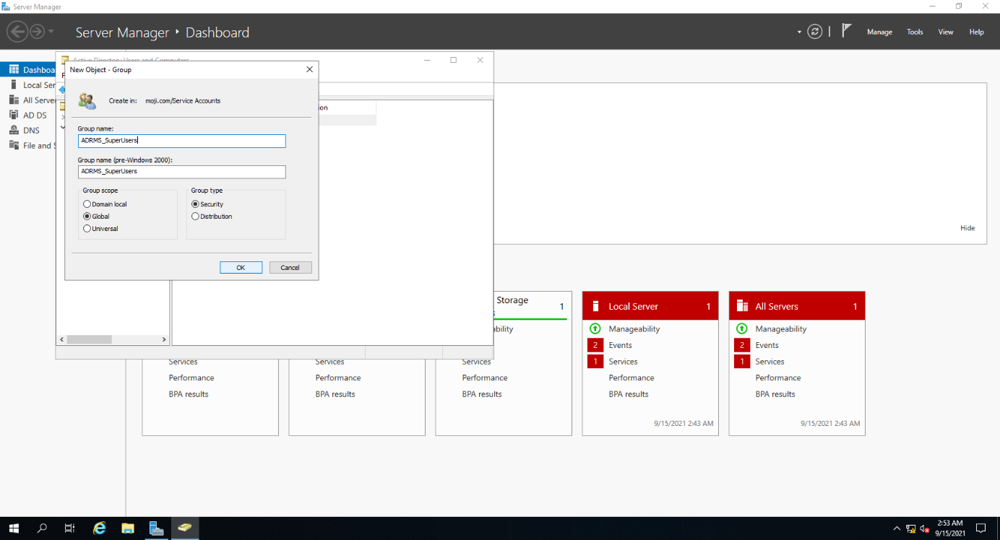 Server Manager
Server Manager • Dashboard
Manage
Tools
View
Help
Active Directory Users and Computers
New Object - Group
Create in: moji.com/Service Accounts
Group name:
ADRMS_SuperUsers
Group name (pre-Windows 2000):
ADRMS_SuperUsers
Group scope
Domain local
Global
Universal
Group type
Security
Distribution
OK
Cancel
Dashboa
Local Ser
All Serve
AD DS
DNS
File and S
F
ion
Hide
Services
Performance
BPA results
Services
Performance
BPA results
Storage
1
s
ability
Services
Performance
BPA results
Local Server 1
Manageability
2 Events
1 Services
Performance
BPA results
9/15/2021 2:43 AM
All Servers 1
Manageability
2 Events
1 Services
Performance
BPA results
9/15/2021 2:43 AM
2:53 AM
9/15/2021